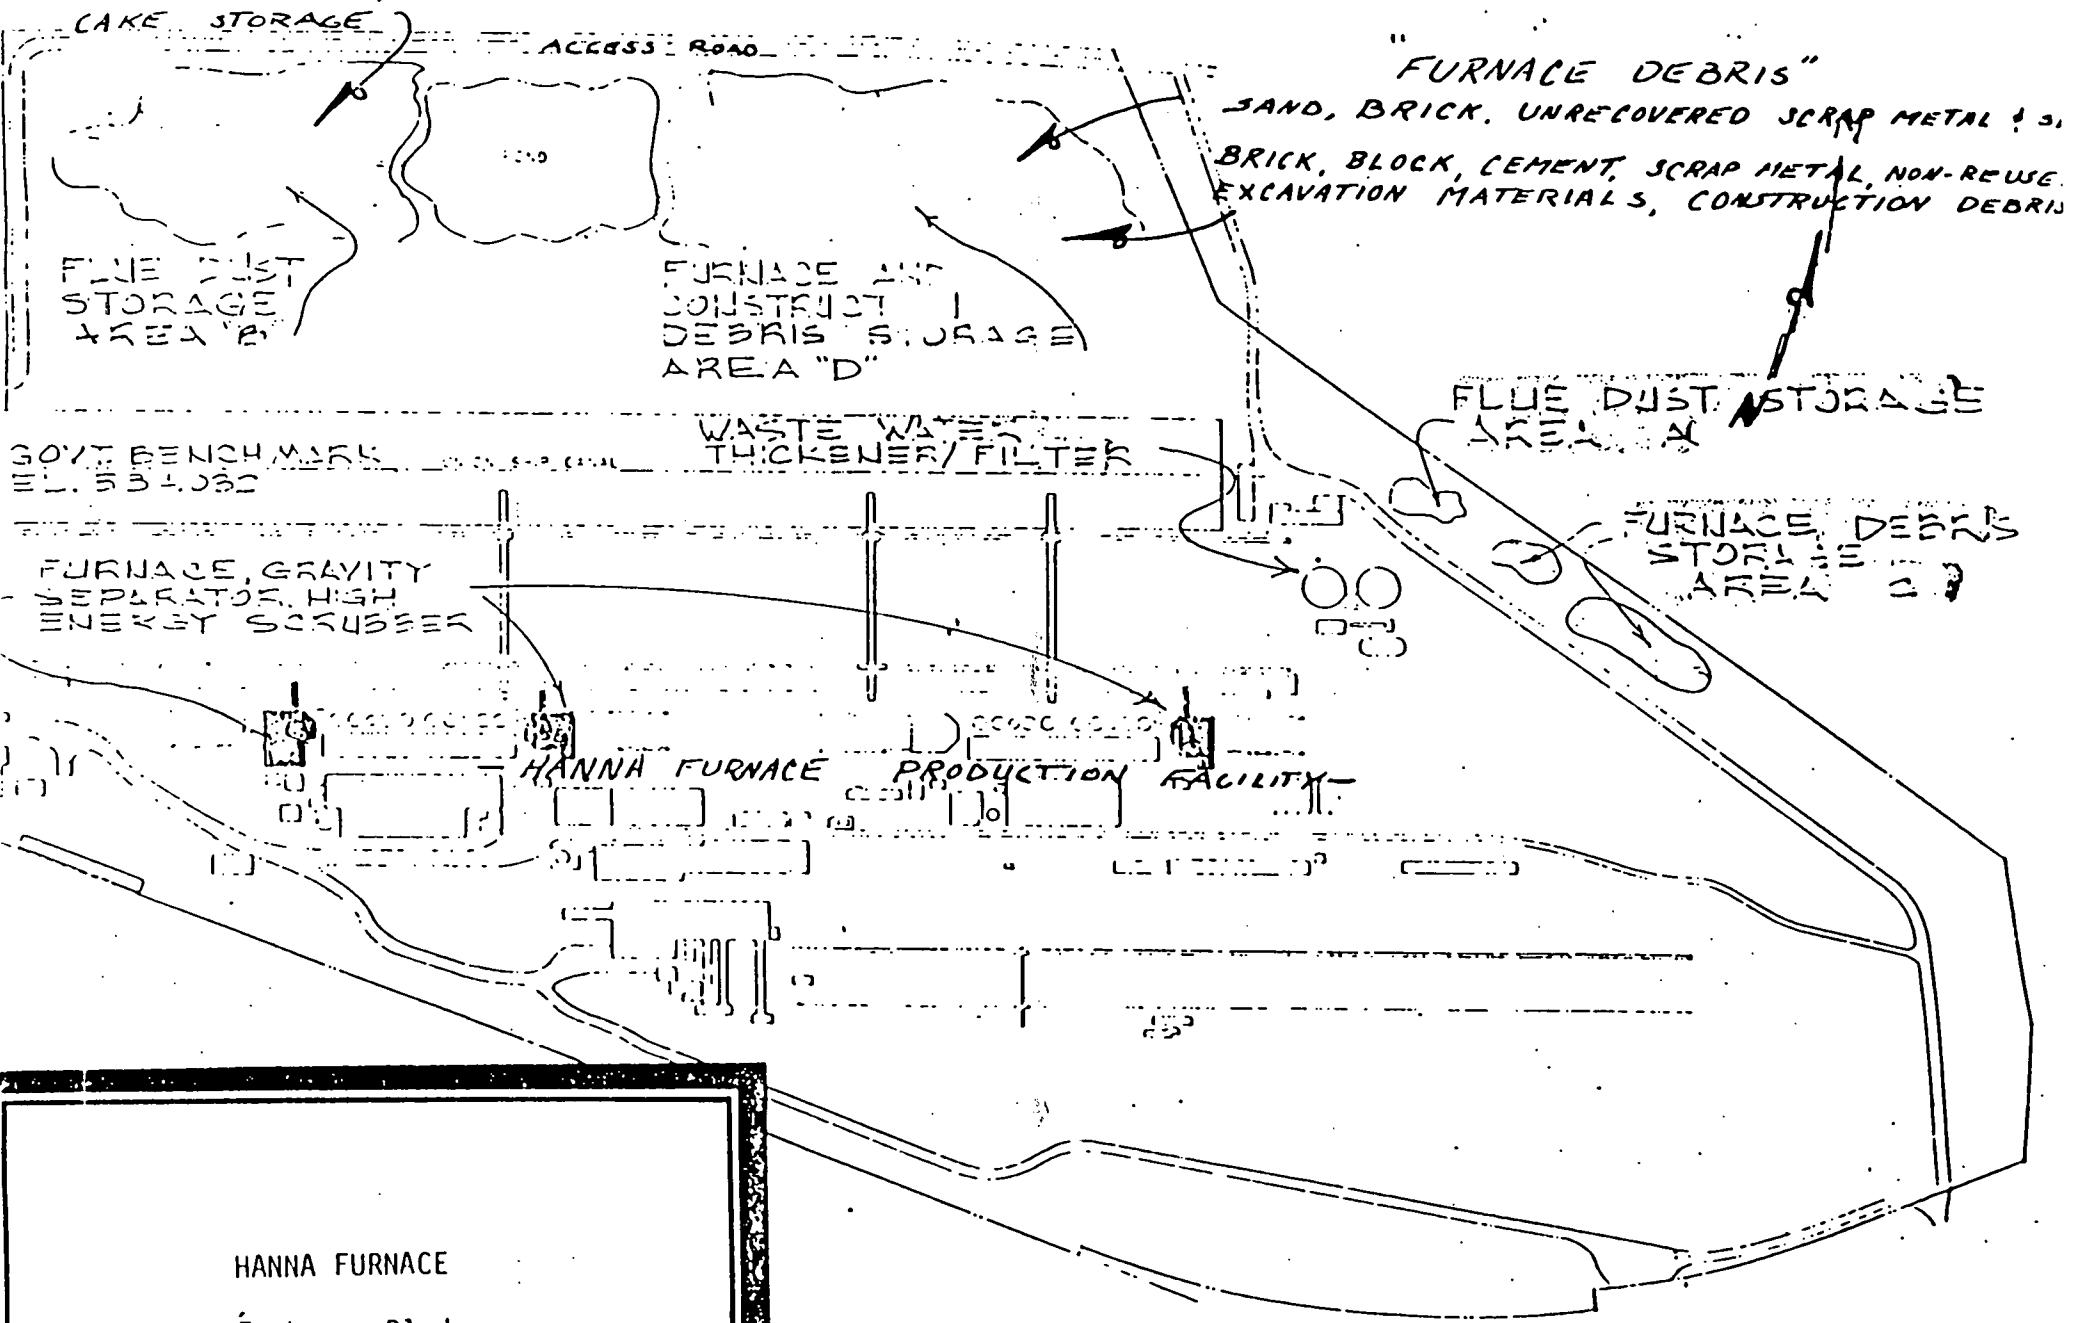 CAKE STORAGE
ACCESS ROAD
"FURNACE DEBRIS"
SAND, BRICK, UNRECOVERED SCRAP METAL &
BRICK, BLOCK, CEMENT, SCRAP METAL, NON-REUSE
EXCAVATION MATERIALS, CONSTRUCTION DEBRIS
FLUE DUST
STORAGE
AREA "B"
FURNACE AND
CONSTRUCT
DEBRIS STORAGE
AREA "D"
N
FLUE DUST STORAGE
AREA
GOVT BENCH MARK
EL.
WASTE WATER
THICKENER/FILTER
FURNACE DEBRIS
STORAGE
AREA
FURNACE, GRAVITY
SEPARATOR, HIGH
ENERGY SCRUBBER
-HANNA FURNACE PRODUCTION FACILITY-
HANNA FURNACE